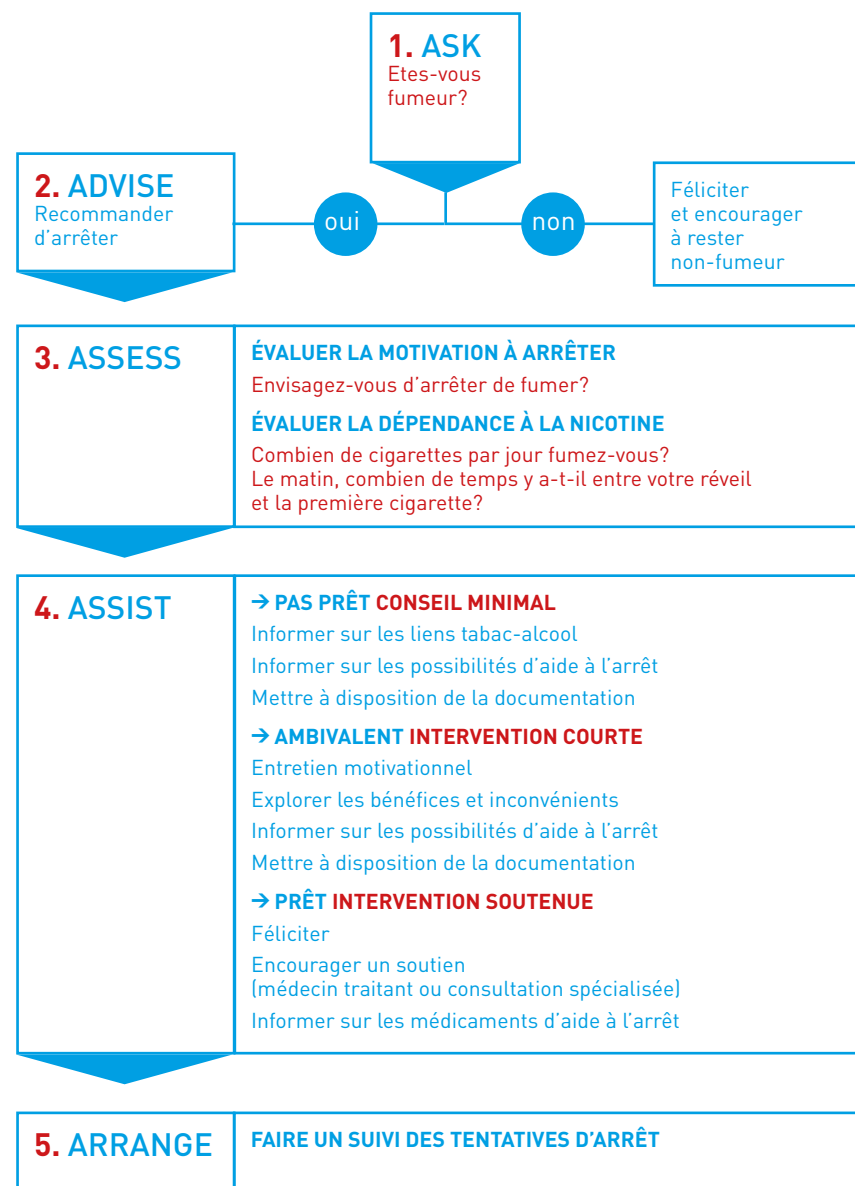 1. ASK
Etes-vous
fumeur?
2. ADVISE
Recommander
d'arrêter
oui
non
Féliciter
et encourager
à rester
non-fumeur
3. ASSESS
ÉVALUER LA MOTIVATION À ARRÊTER
Envisagez-vous d'arrêter de fumer?
ÉVALUER LA DÉPENDANCE À LA NICOTINE
Combien de cigarettes par jour fumez-vous?
Le matin, combien de temps y a-t-il entre votre réveil
et la première cigarette?
4. ASSIST
→ PAS PRÊT CONSEIL MINIMAL
Informer sur les liens tabac-alcool
Informer sur les possibilités d'aide à l'arrêt
Mettre à disposition de la documentation
→ AMBIVALENT INTERVENTION COURTE
Entretien motivationnel
Explorer les bénéfices et inconvénients
Informer sur les possibilités d'aide à l'arrêt
Mettre à disposition de la documentation
→ PRÊT INTERVENTION SOUTENUE
Féliciter
Encourager un soutien
(médecin traitant ou consultation spécialisée)
Informer sur les médicaments d'aide à l'arrêt
5. ARRANGE
FAIRE UN SUIVI DES TENTATIVES D'ARRÊT